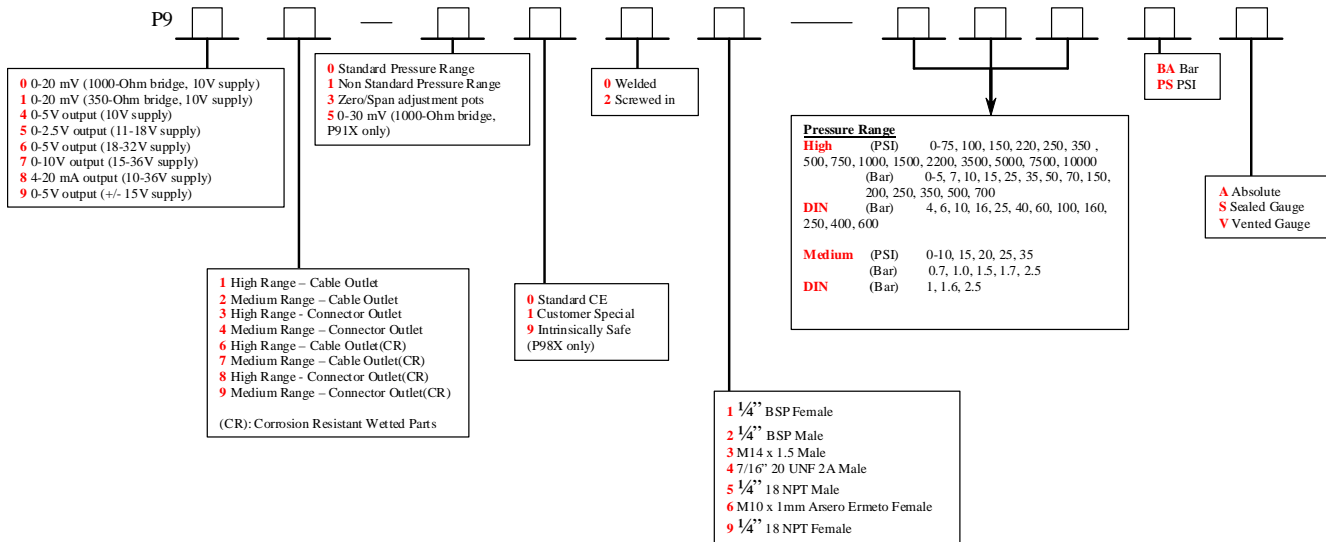 P9
0 0-20 mV (1000-Ohm bridge, 10V supply)
1 0-20 mV (350-Ohm bridge, 10V supply)
4 0-5V output (10V supply)
5 0-2.5V output (11-18V supply)
6 0-5V output (18-32V supply)
7 0-10V output (15-36V supply)
8 4-20 mA output (10-36V supply)
9 0-5V output (+/- 15V supply)
1 High Range – Cable Outlet
2 Medium Range – Cable Outlet
3 High Range - Connector Outlet
4 Medium Range – Connector Outlet
6 High Range – Cable Outlet(CR)
7 Medium Range – Cable Outlet(CR)
8 High Range - Connector Outlet(CR)
9 Medium Range – Connector Outlet(CR)
(CR): Corrosion Resistant Wetted Parts
0 Standard Pressure Range
1 Non Standard Pressure Range
3 Zero/Span adjustment pots
5 0-30 mV (1000-Ohm bridge,
P91X only)
0 Standard CE
1 Customer Special
9 Intrinsically Safe
(P98X only)
0 Welded
2 Screwed in
1 ¼” BSP Female
2 ¼” BSP Male
3 M14 x 1.5 Male
4 7/16” 20 UNF 2A Male
5 ¼” 18 NPT Male
6 M10 x 1mm Arsero Ermeto Female
9 ¼” 18 NPT Female
Pressure Range
High (PSI) 0-75, 100, 150, 220, 250, 350 ,
500, 750, 1000, 1500, 2200, 3500, 5000, 7500, 10000
(Bar) 0-5, 7, 10, 15, 25, 35, 50, 70, 150,
200, 250, 350, 500, 700
DIN (Bar) 4, 6, 10, 16, 25, 40, 60, 100, 160,
250, 400, 600
Medium (PSI) 0-10, 15, 20, 25, 35
(Bar) 0.7, 1.0, 1.5, 1.7, 2.5
DIN (Bar) 1, 1.6, 2.5
BA Bar
PS PSI
A Absolute
S Sealed Gauge
V Vented Gauge